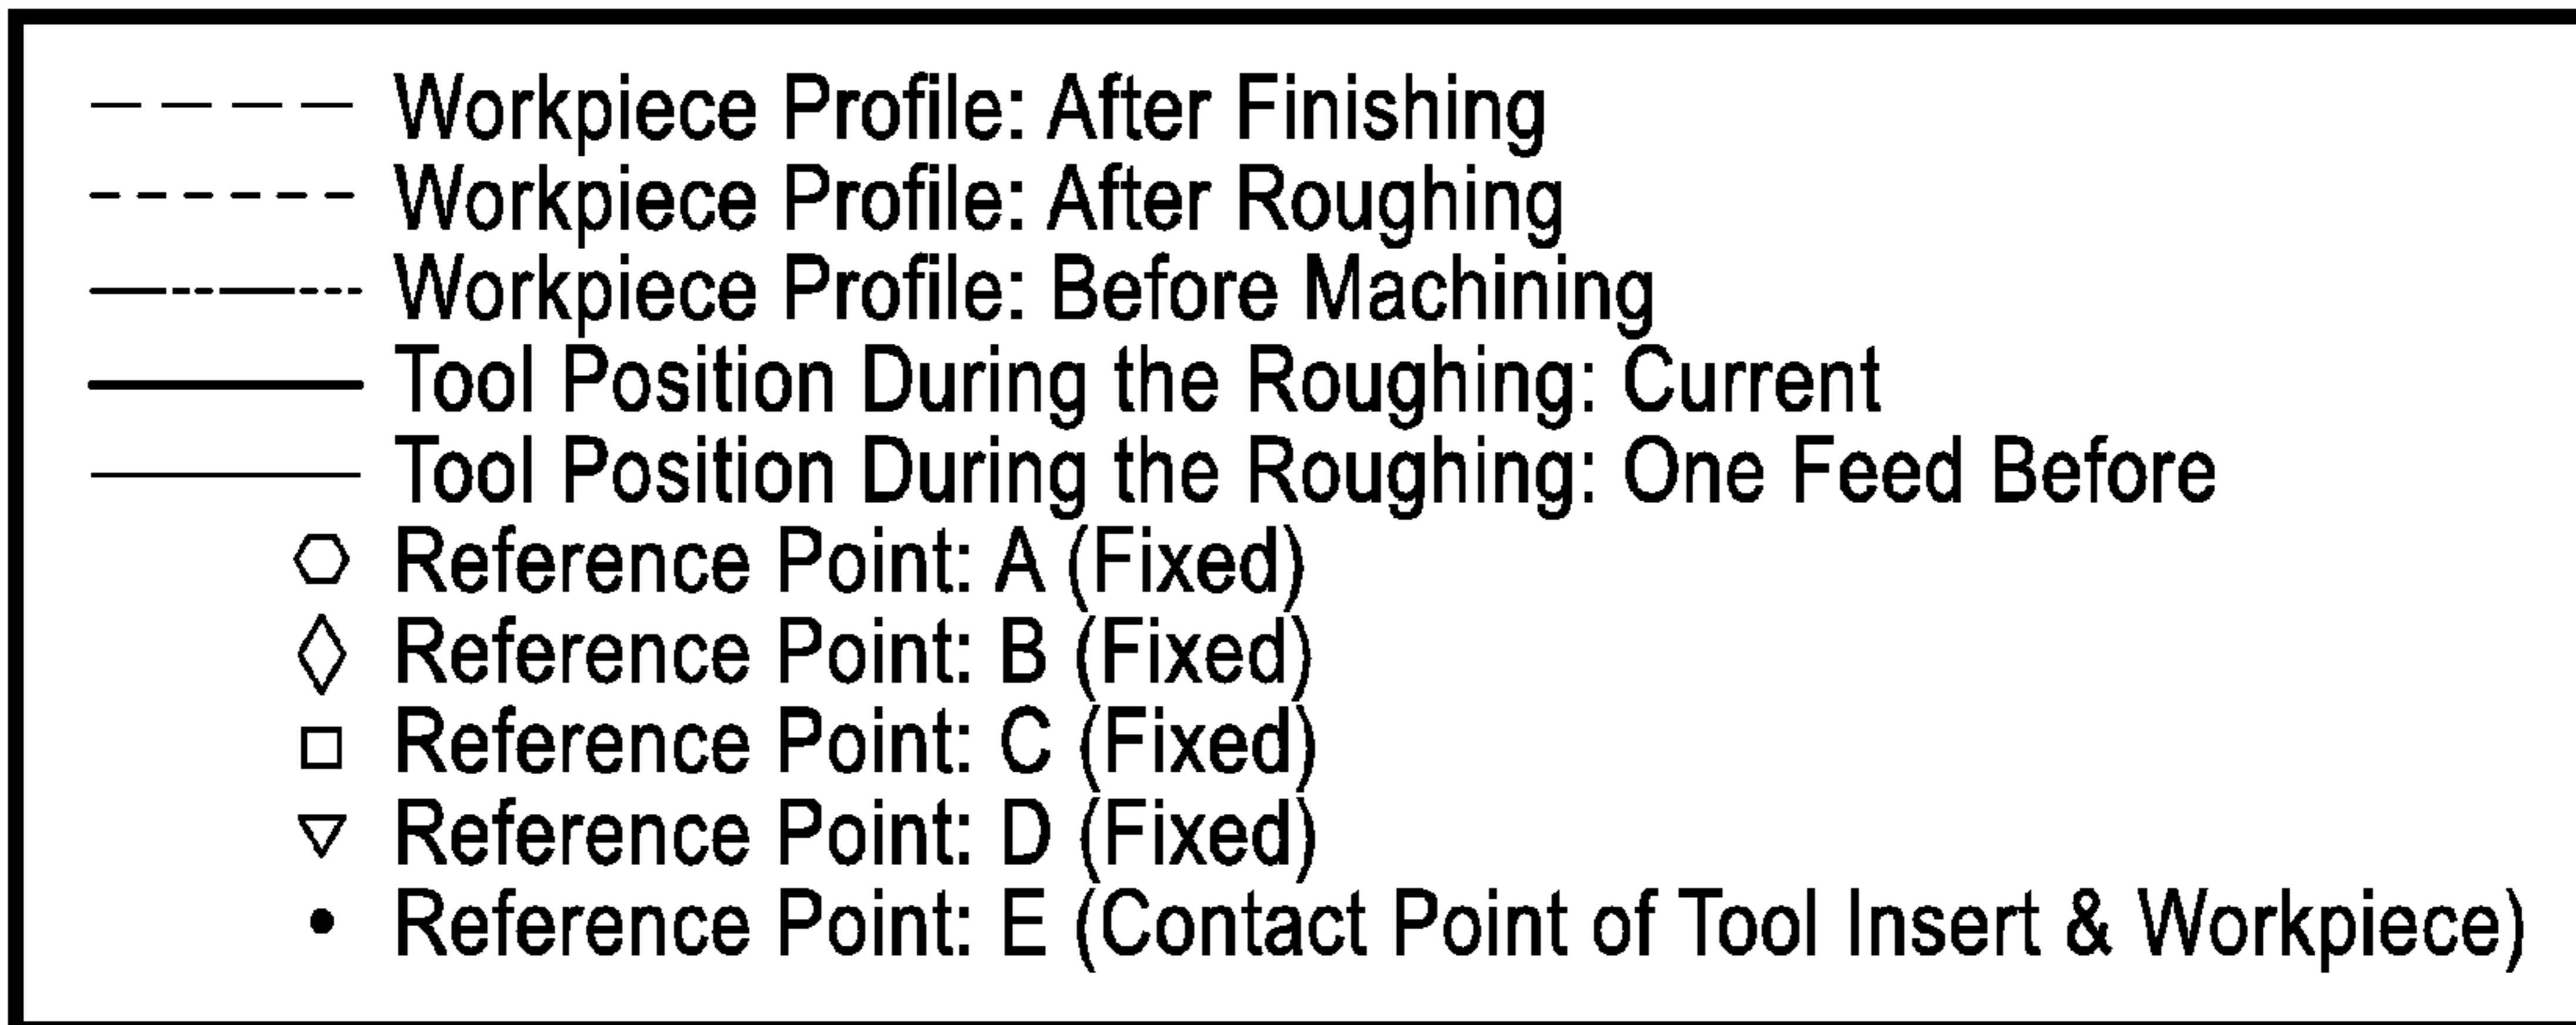 Workpiece Profile: After Finishing
Workpiece Profile: After Roughing
Workpiece Profile: Before Machining
Tool Position During the Roughing: Current
Tool Position During the Roughing: One Feed Before
Reference Point: A (Fixed)
Reference Point: B (Fixed)
Reference Point: C (Fixed)
Reference Point: D (Fixed)
Reference Point: E (Contact Point of Tool Insert & Workpiece)